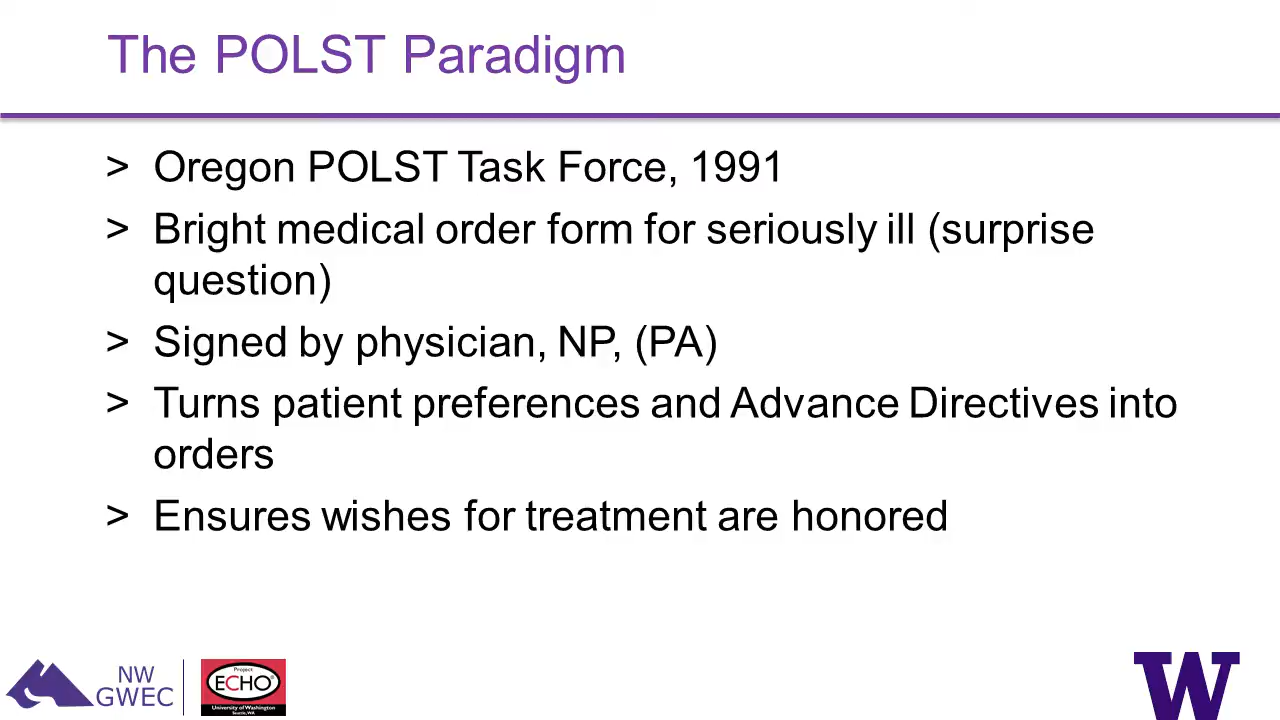 The POLST Paradigm
> Oregon POLST Task Force, 1991
> Bright medical order form for seriously ill (surprise
question)
> Signed by physician, NP, (PA)
> Turns patient preferences and Advance Directives into
orders
> Ensures wishes for treatment are honored
NW
GWEC
Project
ECHO®
University of Washington
Seattle, WA
W